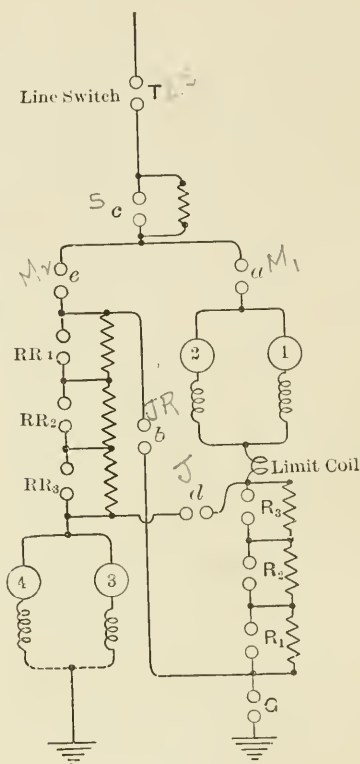 Line Switch T
S c
M2 e a M1
RR1
2 1
RR2
JR
b
J
Limit Coil
RR3
d
R3
4 3
R2
R1
G